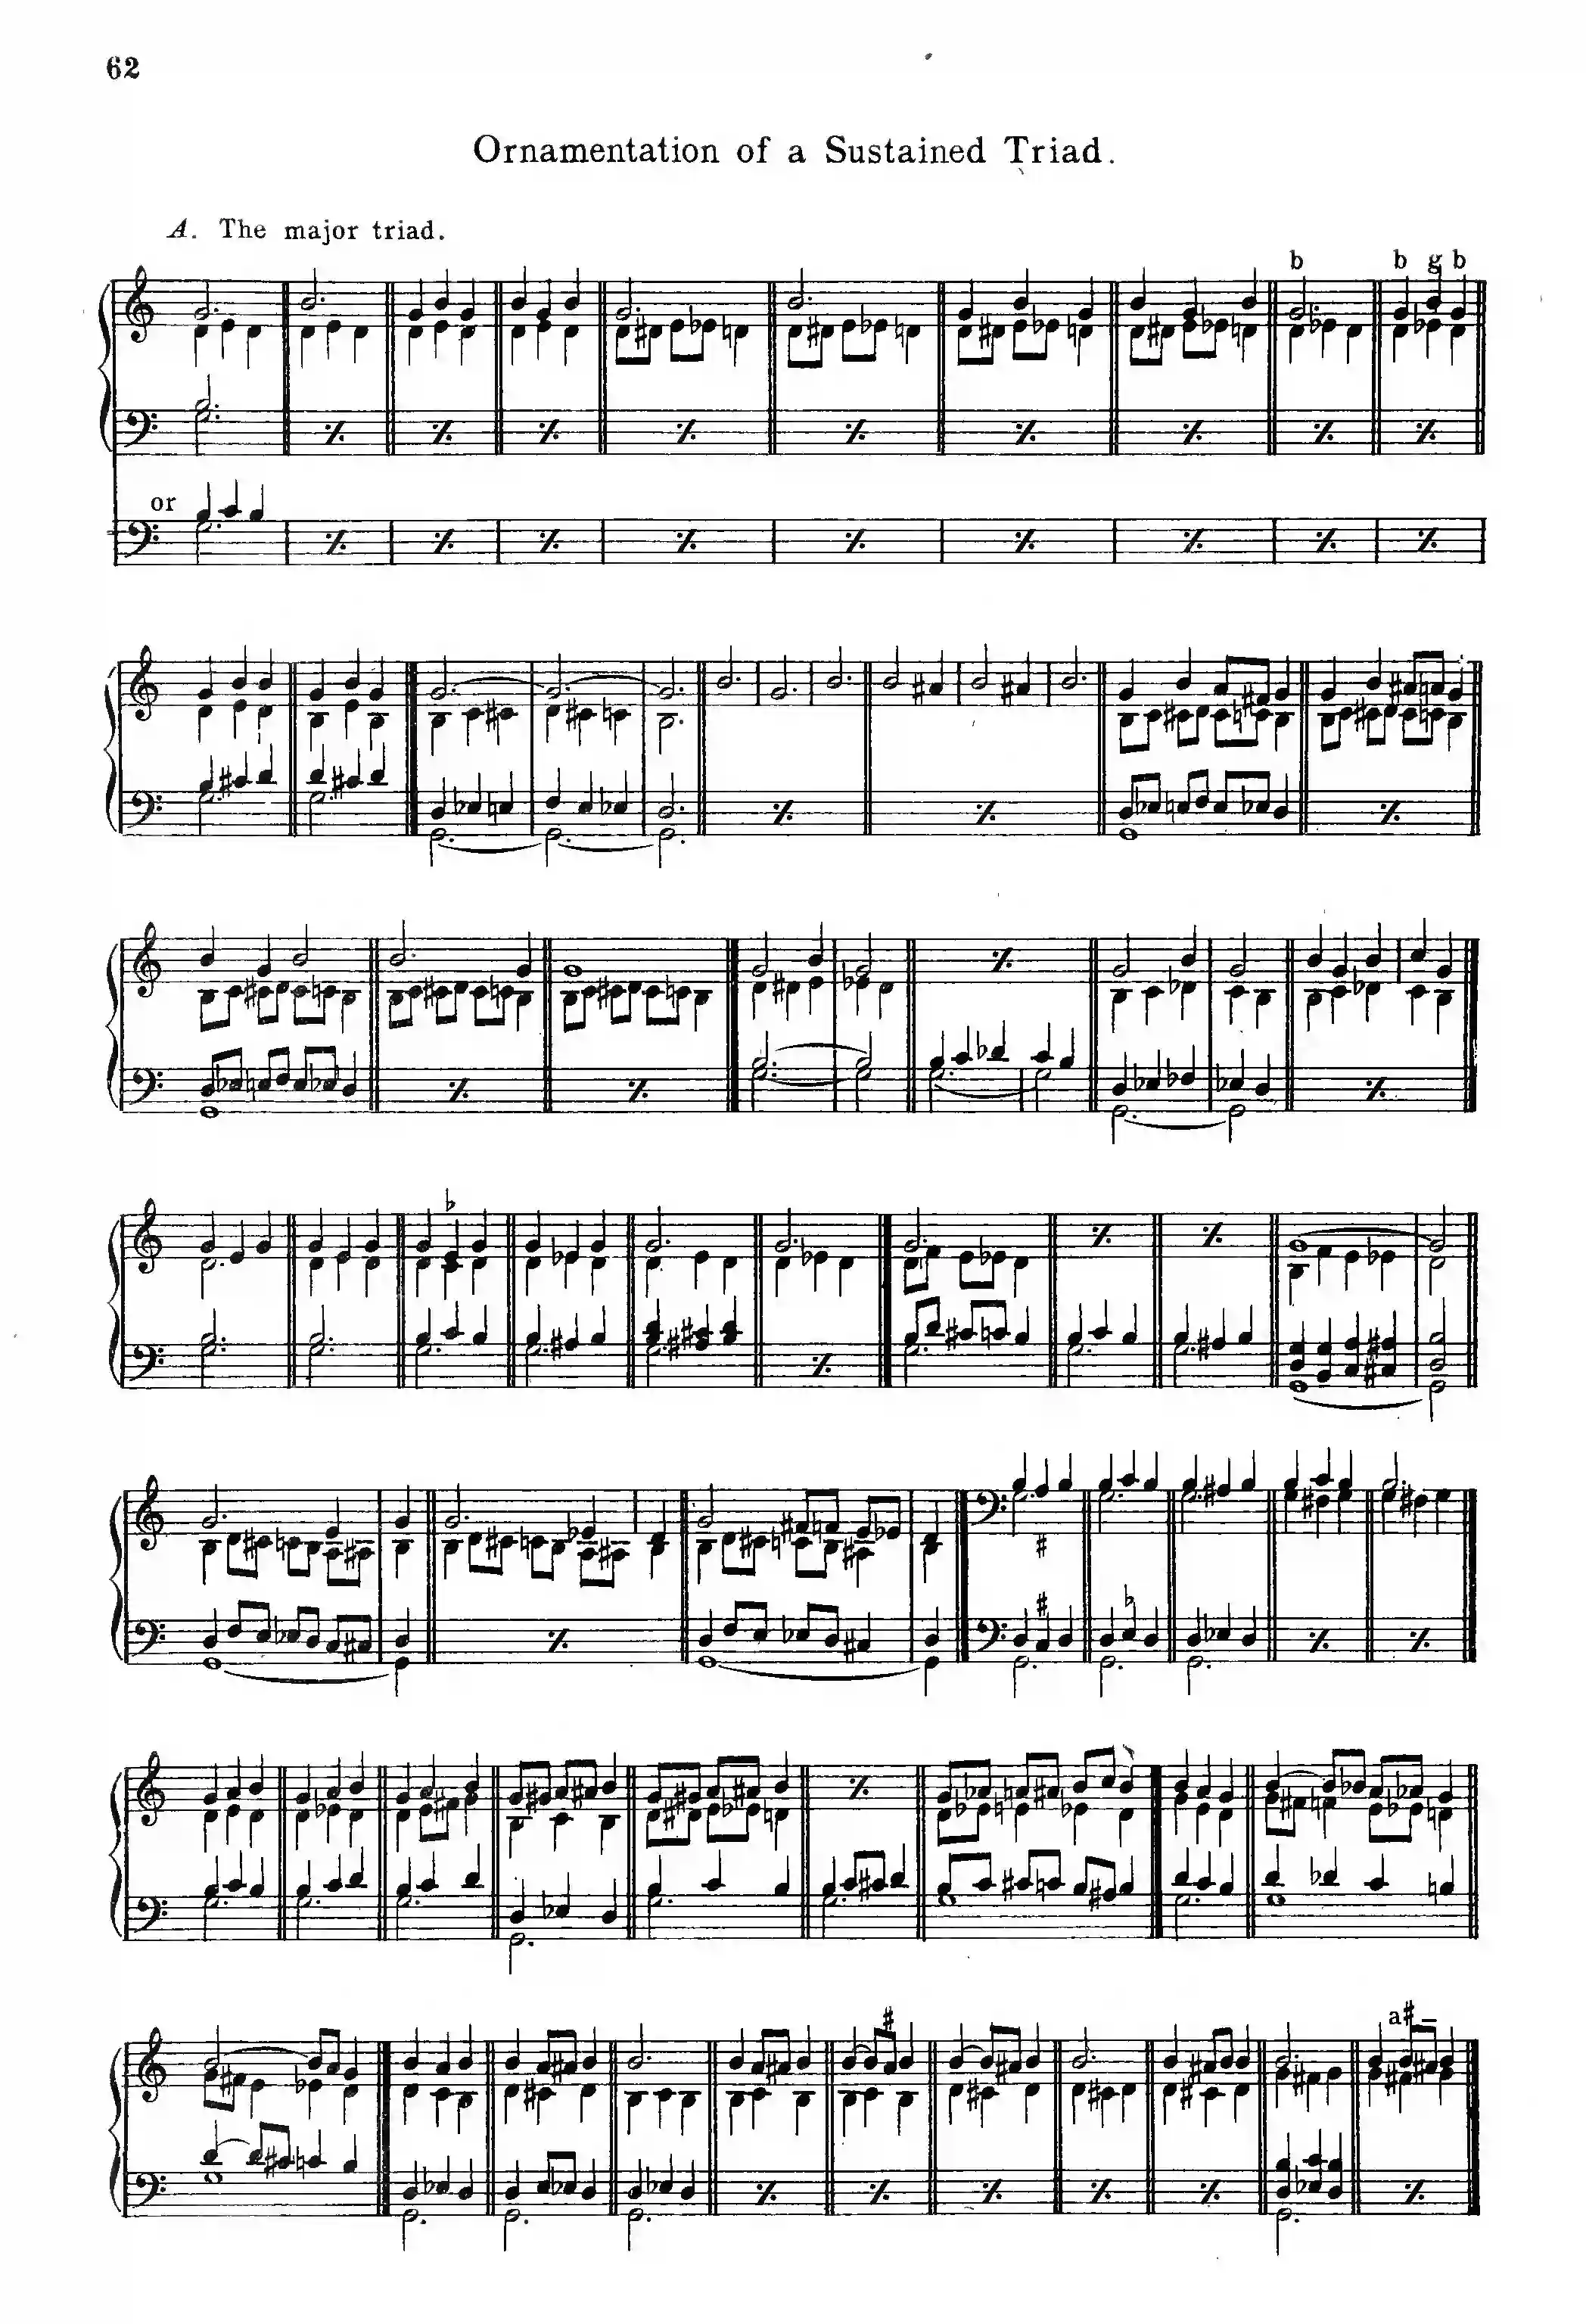 62
Ornamentation of a Sustained Triad.
A. The major triad.
b
b g b
or
a♯